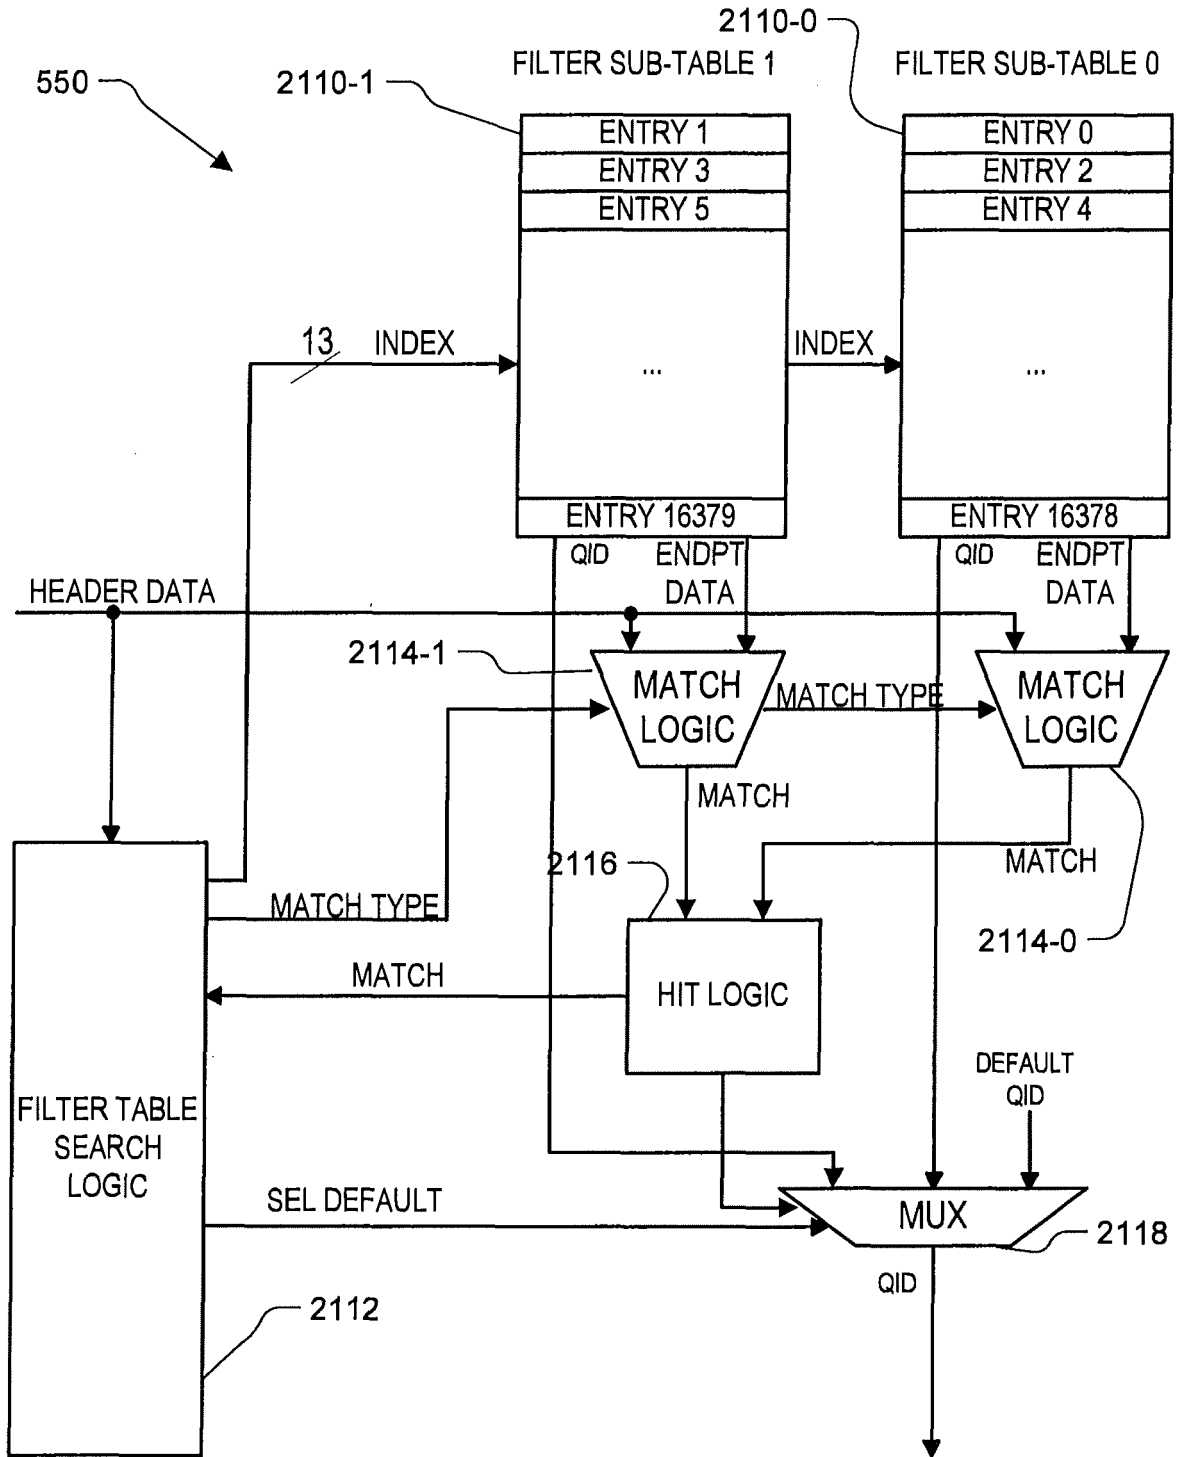 2110-0
FILTER SUB-TABLE 1
FILTER SUB-TABLE 0
550
2110-1
ENTRY 1
ENTRY 0
ENTRY 3
ENTRY 2
ENTRY 5
ENTRY 4
13
INDEX
INDEX
...
...
ENTRY 16379
ENTRY 16378
QID
ENDPT
DATA
QID
ENDPT
DATA
HEADER DATA
2114-1
MATCH
LOGIC
MATCH TYPE
MATCH
LOGIC
MATCH
2116
MATCH
MATCH TYPE
2114-0
MATCH
HIT LOGIC
DEFAULT
QID
FILTER TABLE
SEARCH
LOGIC
SEL DEFAULT
MUX
2118
QID
2112